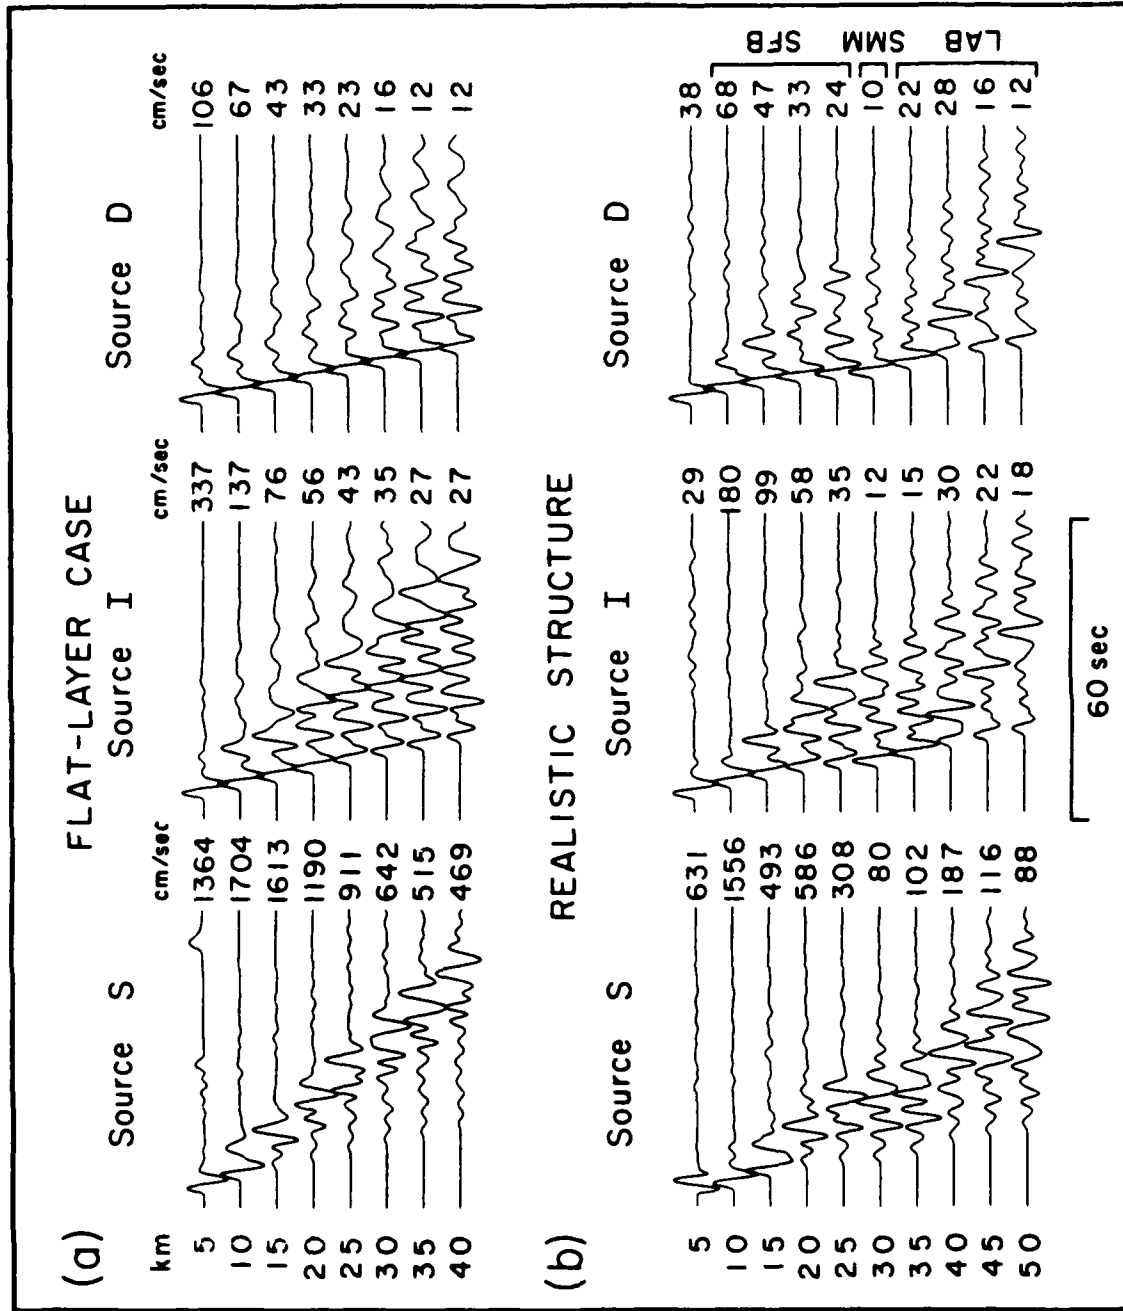 (a)
FLAT-LAYER CASE
km
Source S
cm/sec
Source I
cm/sec
Source D
cm/sec
5 1364 337 106
10 1704 137 67
15 1613 76 43
20 1190 56 33
25 911 43 23
30 642 35 16
35 515 27 12
40 469 27 12
(b)
REALISTIC STRUCTURE
Source S
Source I
Source D
5 631 29 38
10 1556 180 68
15 493 99 47
20 586 58 33
25 308 35 24
30 80 12 10
35 102 15 22
40 187 30 28
45 116 22 16
50 88 18 12
SFB
SMM
LAB
60 sec